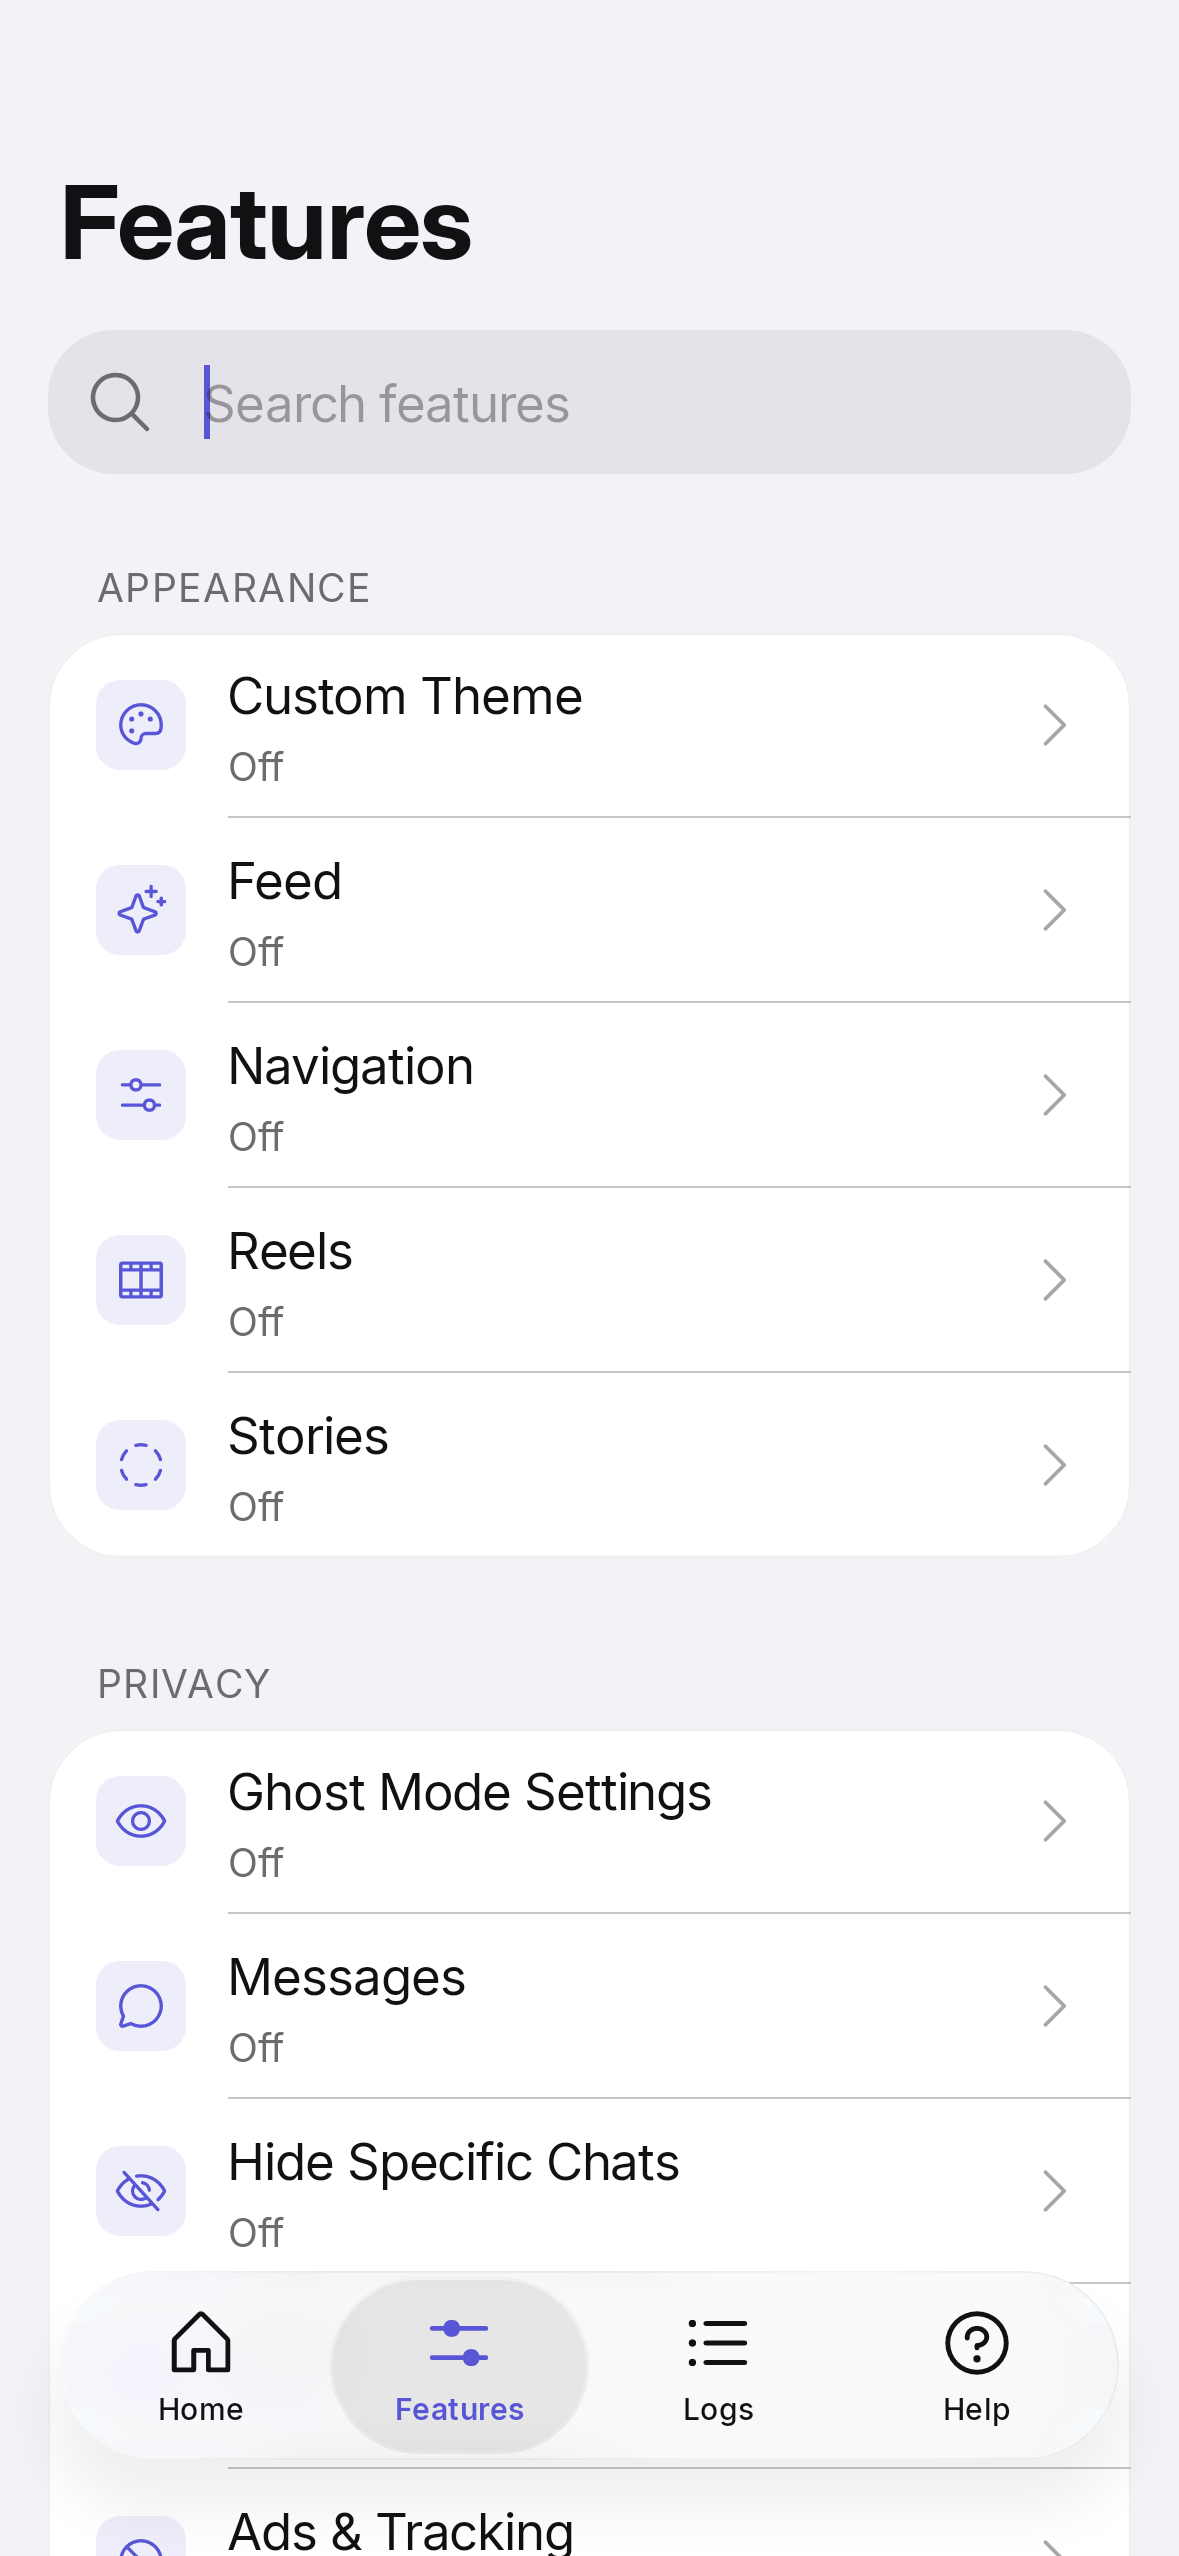 Features
Search features
APPEARANCE
Custom Theme
Off
Feed
Off
Navigation
Off
Reels
Off
Stories
Off
PRIVACY
Ghost Mode Settings
Off
Messages
Off
Hide Specific Chats
Off
Home
Features
Logs
Help
Ads & Tracking